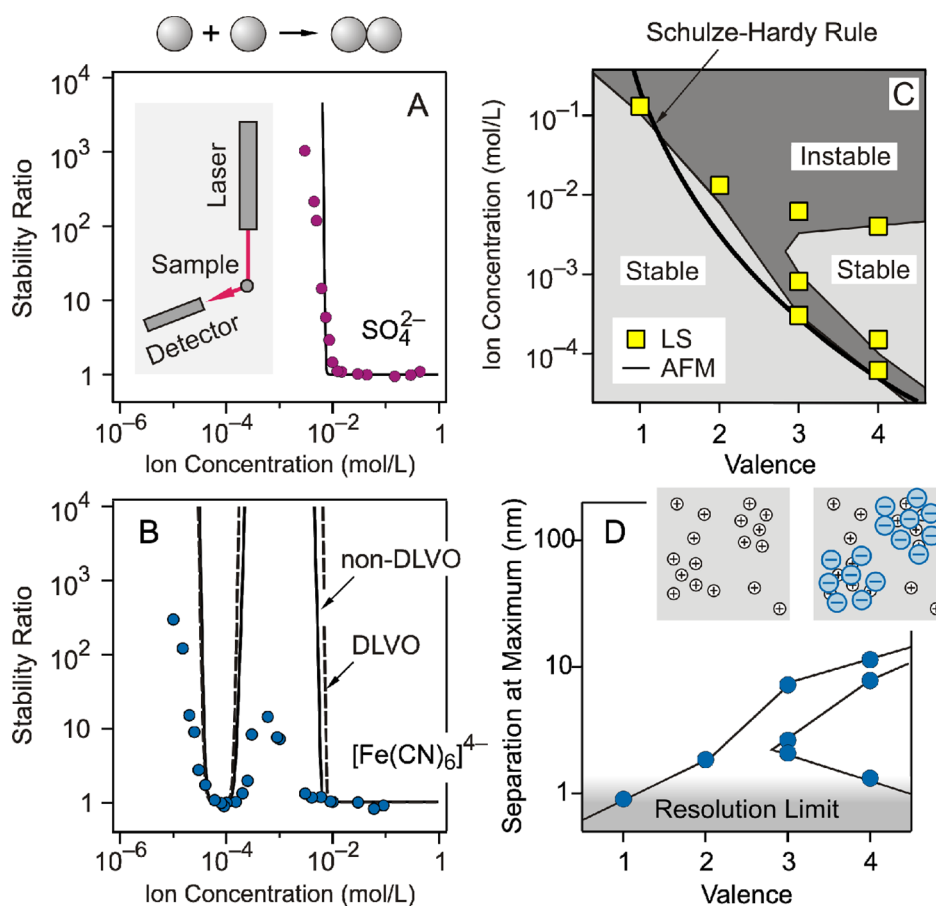 +
A
10^4
10^3
10^2
10
1
Stability Ratio
Laser
Sample
Detector
SO₄²⁻
10⁻⁶
10⁻⁴
10⁻²
1
Ion Concentration (mol/L)
B
10^4
10^3
10^2
10
1
Stability Ratio
non-DLVO
DLVO
[Fe(CN)₆]⁴⁻
10⁻⁶
10⁻⁴
10⁻²
1
Ion Concentration (mol/L)
Schulze-Hardy Rule
C
10⁻¹
10⁻²
10⁻³
10⁻⁴
Ion Concentration (mol/L)
Instable
Stable
Stable
LS
AFM
1 2 3 4
Valence
D
100
10
1
Separation at Maximum (nm)
Resolution Limit
1 2 3 4
Valence